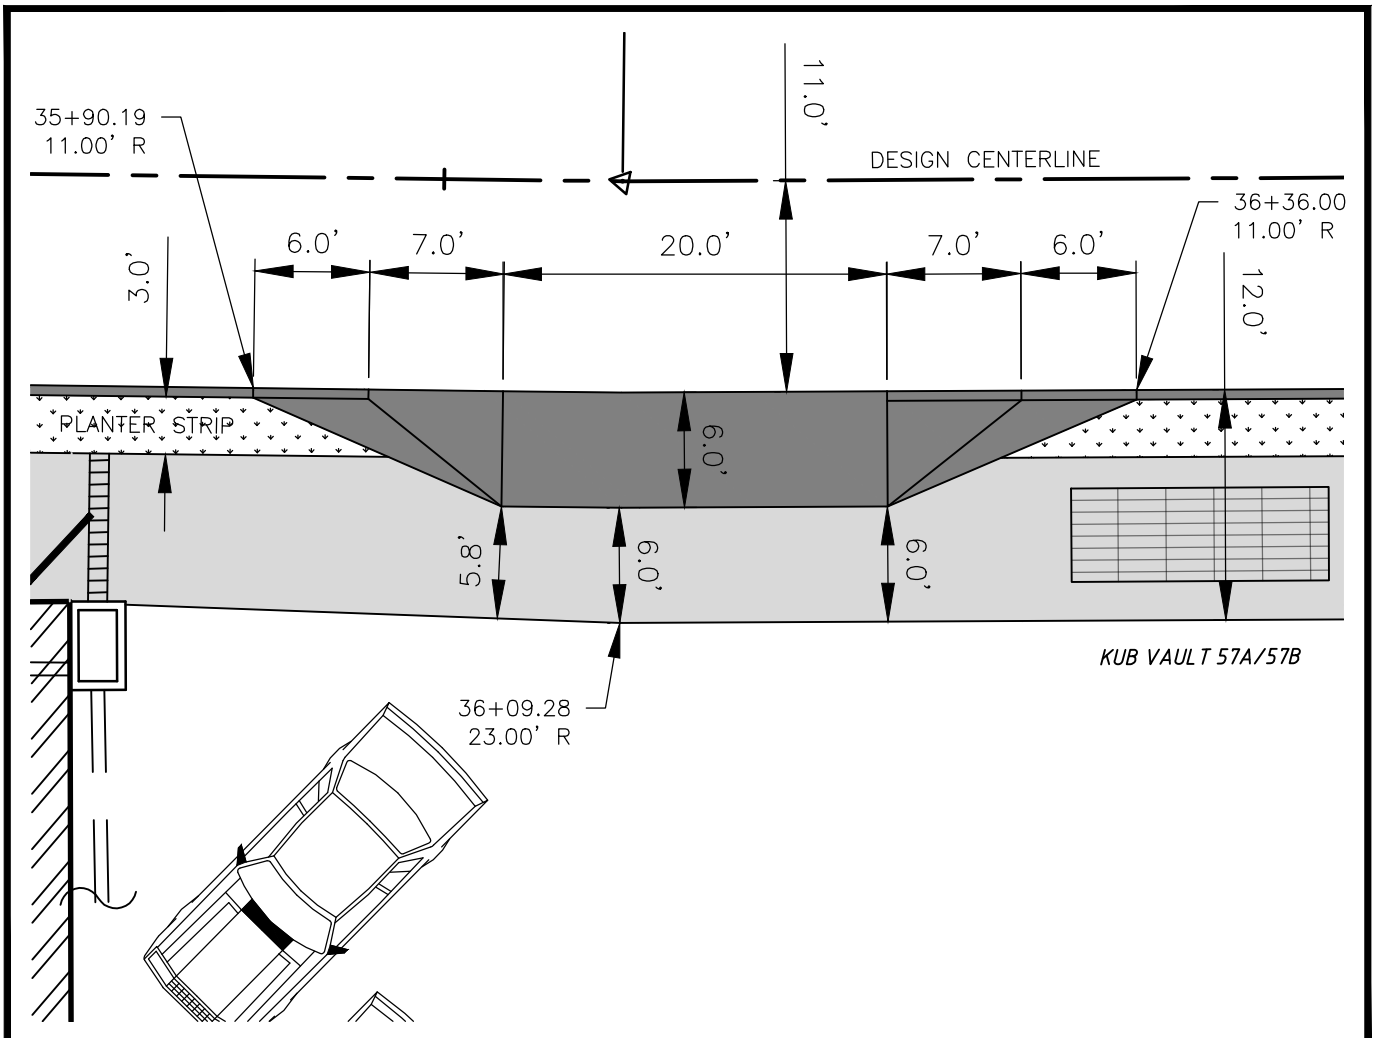 11.0'
35+90.19
11.00' R
DESIGN CENTERLINE
36+36.00
11.00' R
6.0'
7.0'
20.0'
7.0'
6.0'
3.0'
12.0'
PLANTER STRIP
6.0'
5.8'
6.0'
6.0'
KUB VAULT 57A/57B
36+09.28
23.00' R